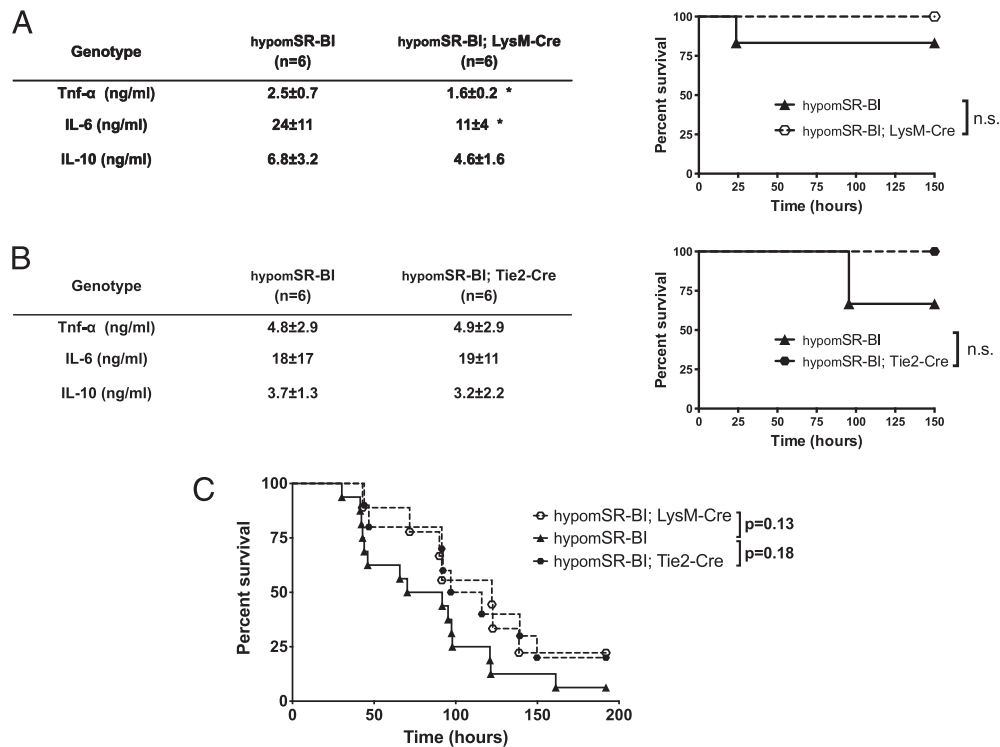 A
Genotype hypomSR-BI hypomSR-BI; LysM-Cre
(n=6) (n=6)
Tnf-α (ng/ml) 2.5±0.7 1.6±0.2 *
IL-6 (ng/ml) 24±11 11±4 *
IL-10 (ng/ml) 6.8±3.2 4.6±1.6
Percent survival
100
75
50
25
0
0 25 50 75 100 125 150
Time (hours)
hypomSR-BI
hypomSR-BI; LysM-Cre
n.s.
B
Genotype hypomSR-BI hypomSR-BI; Tie2-Cre
(n=6) (n=6)
Tnf-α (ng/ml) 4.8±2.9 4.9±2.9
IL-6 (ng/ml) 18±17 19±11
IL-10 (ng/ml) 3.7±1.3 3.2±2.2
Percent survival
100
75
50
25
0
0 25 50 75 100 125 150
Time (hours)
hypomSR-BI
hypomSR-BI; Tie2-Cre
n.s.
C
Percent survival
100
75
50
25
0
0 50 100 150 200
Time (hours)
hypomSR-BI; LysM-Cre
hypomSR-BI
hypomSR-BI; Tie2-Cre
p=0.13
p=0.18